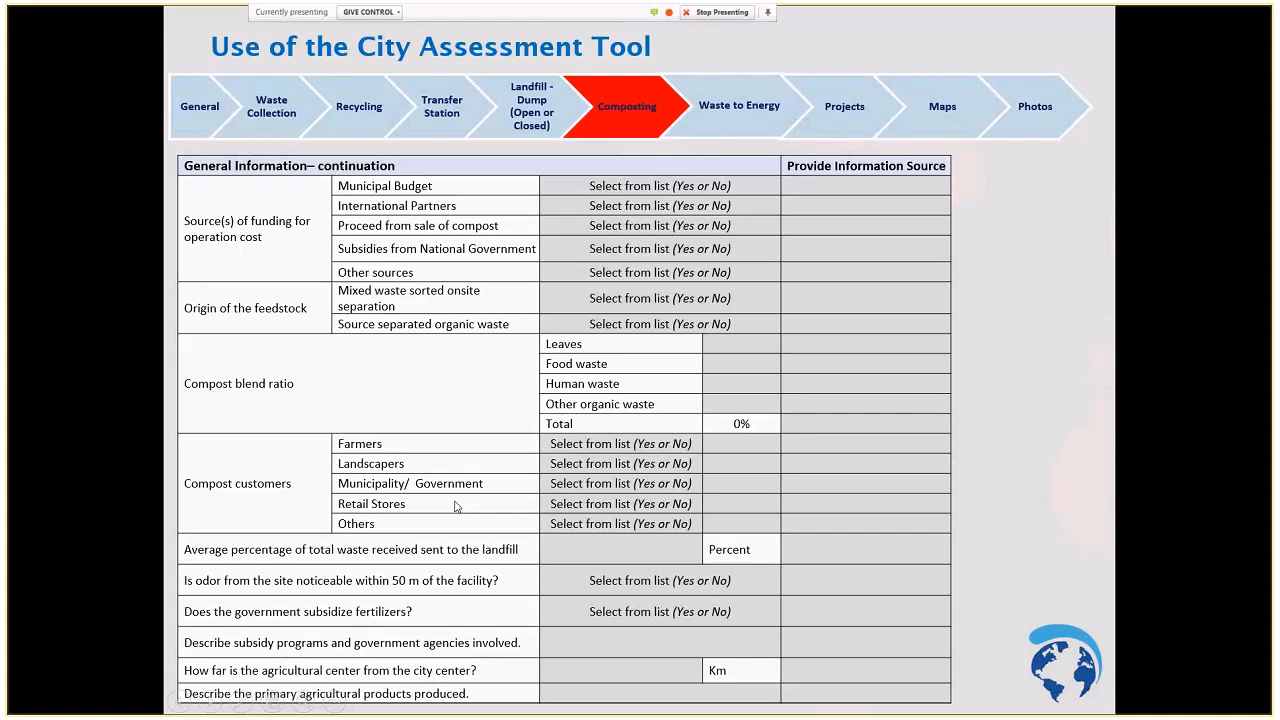 Currently presenting GIVE CONTROL Stop Presenting
Use of the City Assessment Tool
General
Waste
Collection
Recycling
Transfer
Station
Landfill -
Dump
(Open or
Closed)
Composting
Waste to Energy
Projects
Maps
Photos
General Information– continuation Provide Information Source
Source(s) of funding for
operation cost
Municipal Budget Select from list (Yes or No)
International Partners Select from list (Yes or No)
Proceed from sale of compost Select from list (Yes or No)
Subsidies from National Government Select from list (Yes or No)
Other sources Select from list (Yes or No)
Origin of the feedstock
Mixed waste sorted onsite
separation
Select from list (Yes or No)
Source separated organic waste Select from list (Yes or No)
Compost blend ratio
Leaves
Food waste
Human waste
Other organic waste
Total 0%
Compost customers
Farmers Select from list (Yes or No)
Landscapers Select from list (Yes or No)
Municipality/ Government Select from list (Yes or No)
Retail Stores Select from list (Yes or No)
Others Select from list (Yes or No)
Average percentage of total waste received sent to the landfill Percent
Is odor from the site noticeable within 50 m of the facility? Select from list (Yes or No)
Does the government subsidize fertilizers? Select from list (Yes or No)
Describe subsidy programs and government agencies involved.
How far is the agricultural center from the city center? Km
Describe the primary agricultural products produced.